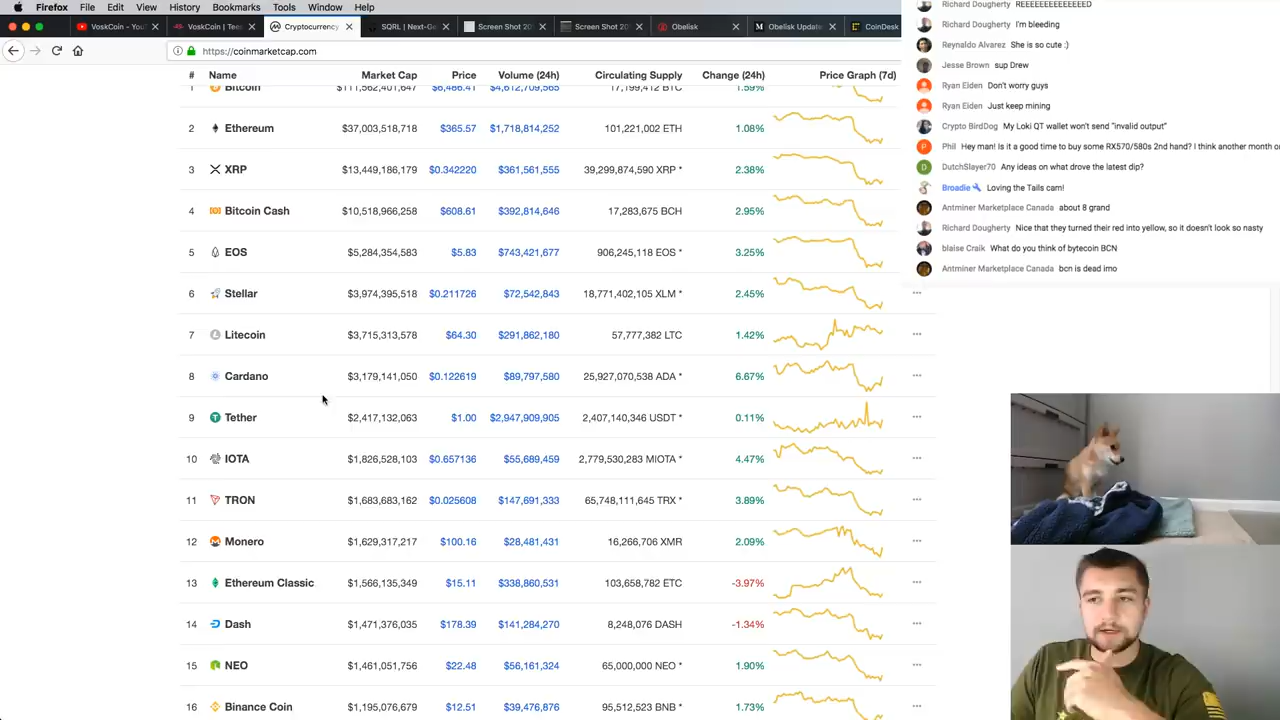 Firefox File Edit View History Bookmarks Tools Window Help
VoskCoin - YouT
VoskCoin | Teesp
Cryptocurrency
SQRL | Next-Ge
Screen Shot 20
Screen Shot 20
Obelisk
Obelisk Update
CoinDesk
https://coinmarketcap.com
# Name Market Cap Price Volume (24h) Circulating Supply Change (24h) Price Graph (7d)
1 Bitcoin $111,562,401,647 $6,486.41 $4,612,709,565 17,199,412 BTC 1.59%
2 Ethereum $37,003,518,718 $365.57 $1,718,814,252 101,221,002 ETH 1.08%
3 XRP $13,449,186,179 $0.342220 $361,561,555 39,299,874,590 XRP * 2.38%
4 Bitcoin Cash $10,518,966,258 $608.61 $392,814,646 17,283,675 BCH 2.95%
5 EOS $5,284,354,583 $5.83 $743,421,677 906,245,118 EOS * 3.25%
6 Stellar $3,974,395,518 $0.211726 $72,542,843 18,771,402,105 XLM * 2.45%
7 Litecoin $3,715,313,578 $64.30 $291,862,180 57,777,382 LTC 1.42%
8 Cardano $3,179,141,050 $0.122619 $89,797,580 25,927,070,538 ADA * 6.67%
9 Tether $2,417,132,063 $1.00 $2,947,909,905 2,407,140,346 USDT * 0.11%
10 IOTA $1,826,528,103 $0.657136 $55,689,459 2,779,530,283 MIOTA * 4.47%
11 TRON $1,683,683,162 $0.025608 $147,691,333 65,748,111,645 TRX * 3.89%
12 Monero $1,629,317,217 $100.16 $28,481,431 16,266,706 XMR 2.09%
13 Ethereum Classic $1,566,135,349 $15.11 $338,860,531 103,658,782 ETC -3.97%
14 Dash $1,471,376,035 $178.39 $141,284,270 8,248,076 DASH -1.34%
15 NEO $1,461,051,756 $22.48 $56,161,324 65,000,000 NEO * 1.90%
16 Binance Coin $1,195,076,679 $12.51 $39,476,876 95,512,523 BNB * 1.73%
Richard Dougherty REEEEEEEEEEEEEED
Richard Dougherty I'm bleeding
Reynaldo Alvarez She is so cute :)
Jesse Brown sup Drew
Ryan Eiden Don't worry guys
Ryan Eiden Just keep mining
Crypto BirdDog My Loki QT wallet won't send "invalid output"
Phil Hey man! Is it a good time to buy some RX570/580s 2nd hand? I think another month o
DutchSlayer70 Any ideas on what drove the latest dip?
Broadie Loving the Tails cam!
Antminer Marketplace Canada about 8 grand
Richard Dougherty Nice that they turned their red into yellow, so it doesn't look so nasty
blaise Craik What do you think of bytecoin BCN
Antminer Marketplace Canada bcn is dead imo